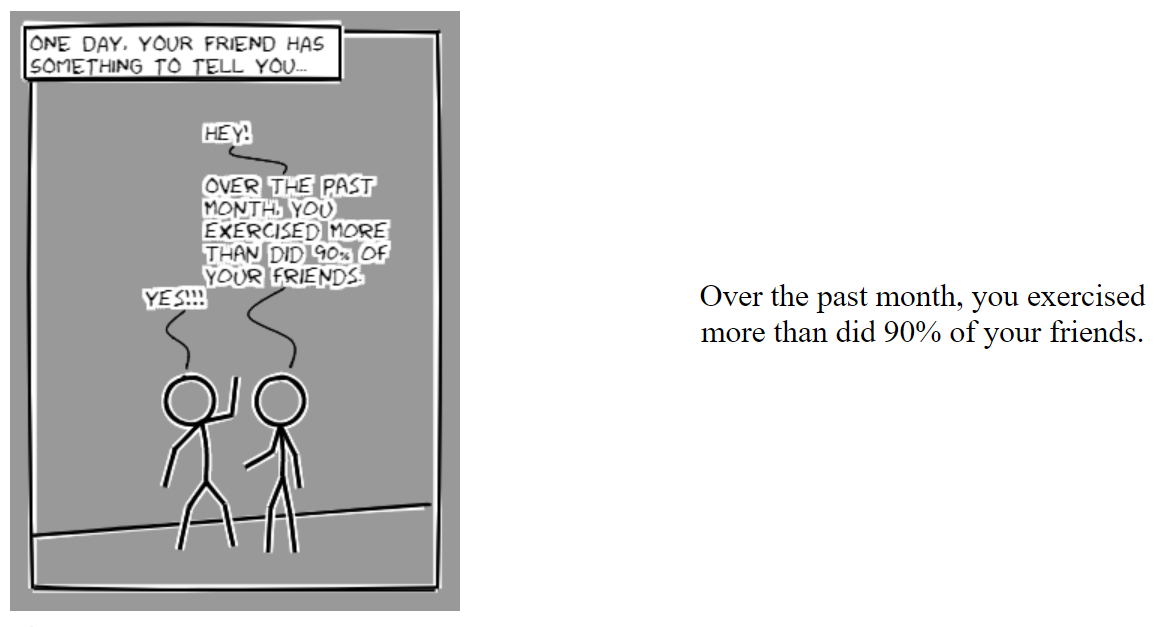 ONE DAY, YOUR FRIEND HAS
SOMETHING TO TELL YOU...
HEY!
OVER THE PAST
MONTH, YOU
EXERCISED MORE
THAN DID 90% OF
YOUR FRIENDS.
YES!!!
Over the past month, you exercised
more than did 90% of your friends.